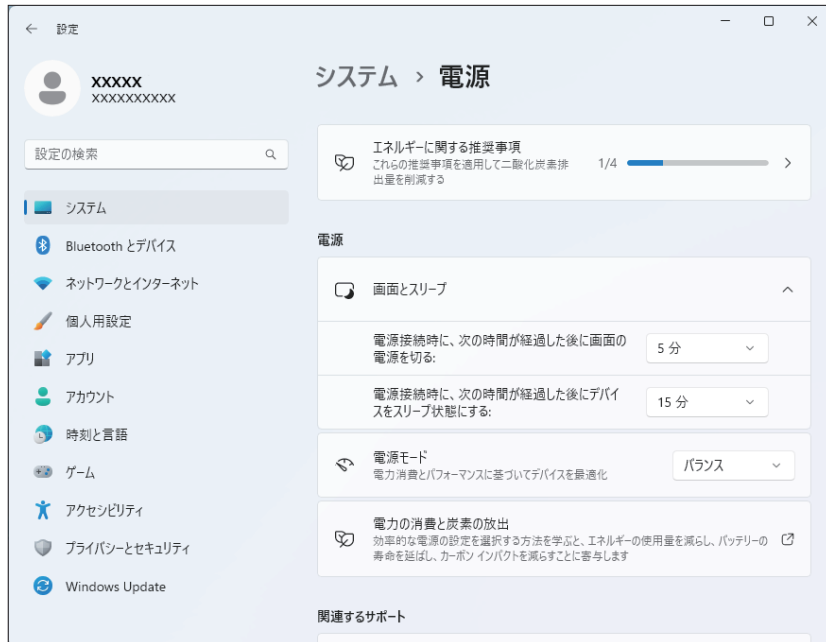 設定
XXXXX
XXXXXXXXXX
設定の検索
システム
Bluetooth とデバイス
ネットワークとインターネット
個人用設定
アプリ
アカウント
時刻と言語
ゲーム
アクセシビリティ
プライバシーとセキュリティ
Windows Update
システム › 電源
エネルギーに関する推奨事項
これらの推奨事項を適用して二酸化炭素排
出量を削減する
1/4
電源
画面とスリープ
電源接続時に、次の時間が経過した後に画面の
電源を切る:
5 分
電源接続時に、次の時間が経過した後にデバイ
スをスリープ状態にする:
15 分
電源モード
電力消費とパフォーマンスに基づいてデバイスを最適化
バランス
電力の消費と炭素の放出
効率的な電源の設定を選択する方法を学ぶと、エネルギーの使用量を減らし、バッテリーの
寿命を延ばし、カーボン インパクトを減らすことに寄与します
関連するサポート